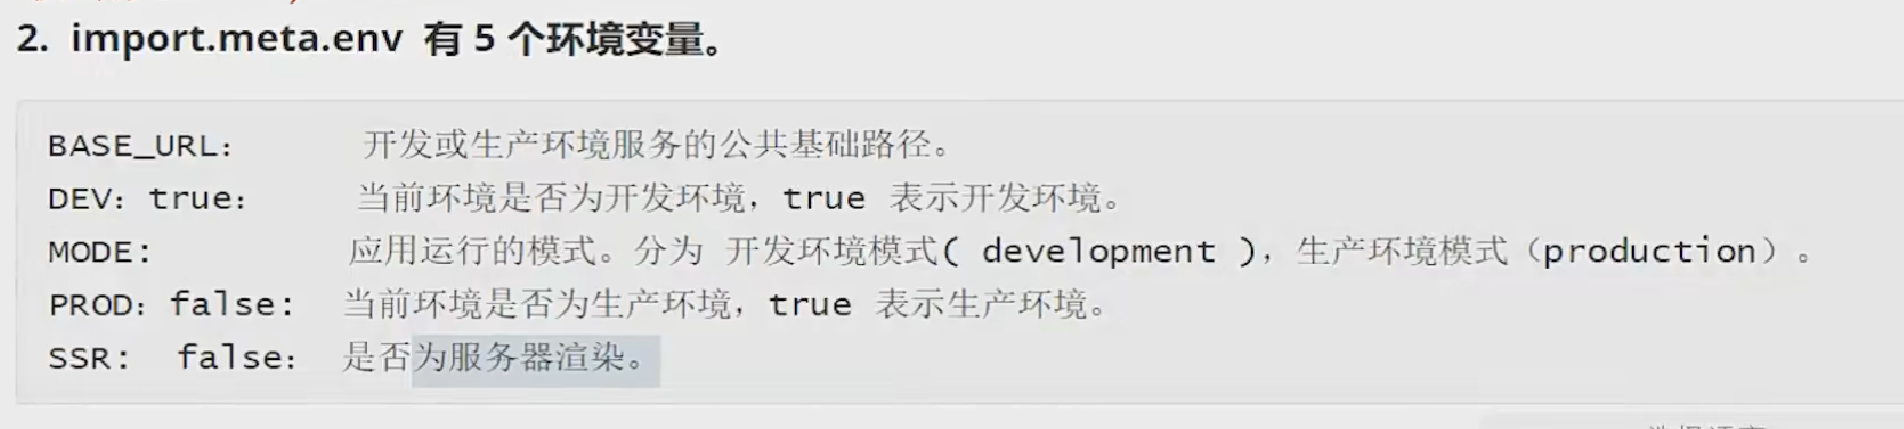 2. import.meta.env 有 5 个环境变量。
BASE_URL： 开发或生产环境服务的公共基础路径。
DEV：true： 当前环境是否为开发环境，true 表示开发环境。
MODE: 应用运行的模式。分为 开发环境模式( development )，生产环境模式（production）。
PROD：false: 当前环境是否为生产环境，true 表示生产环境。
SSR: false： 是否为服务器渲染。